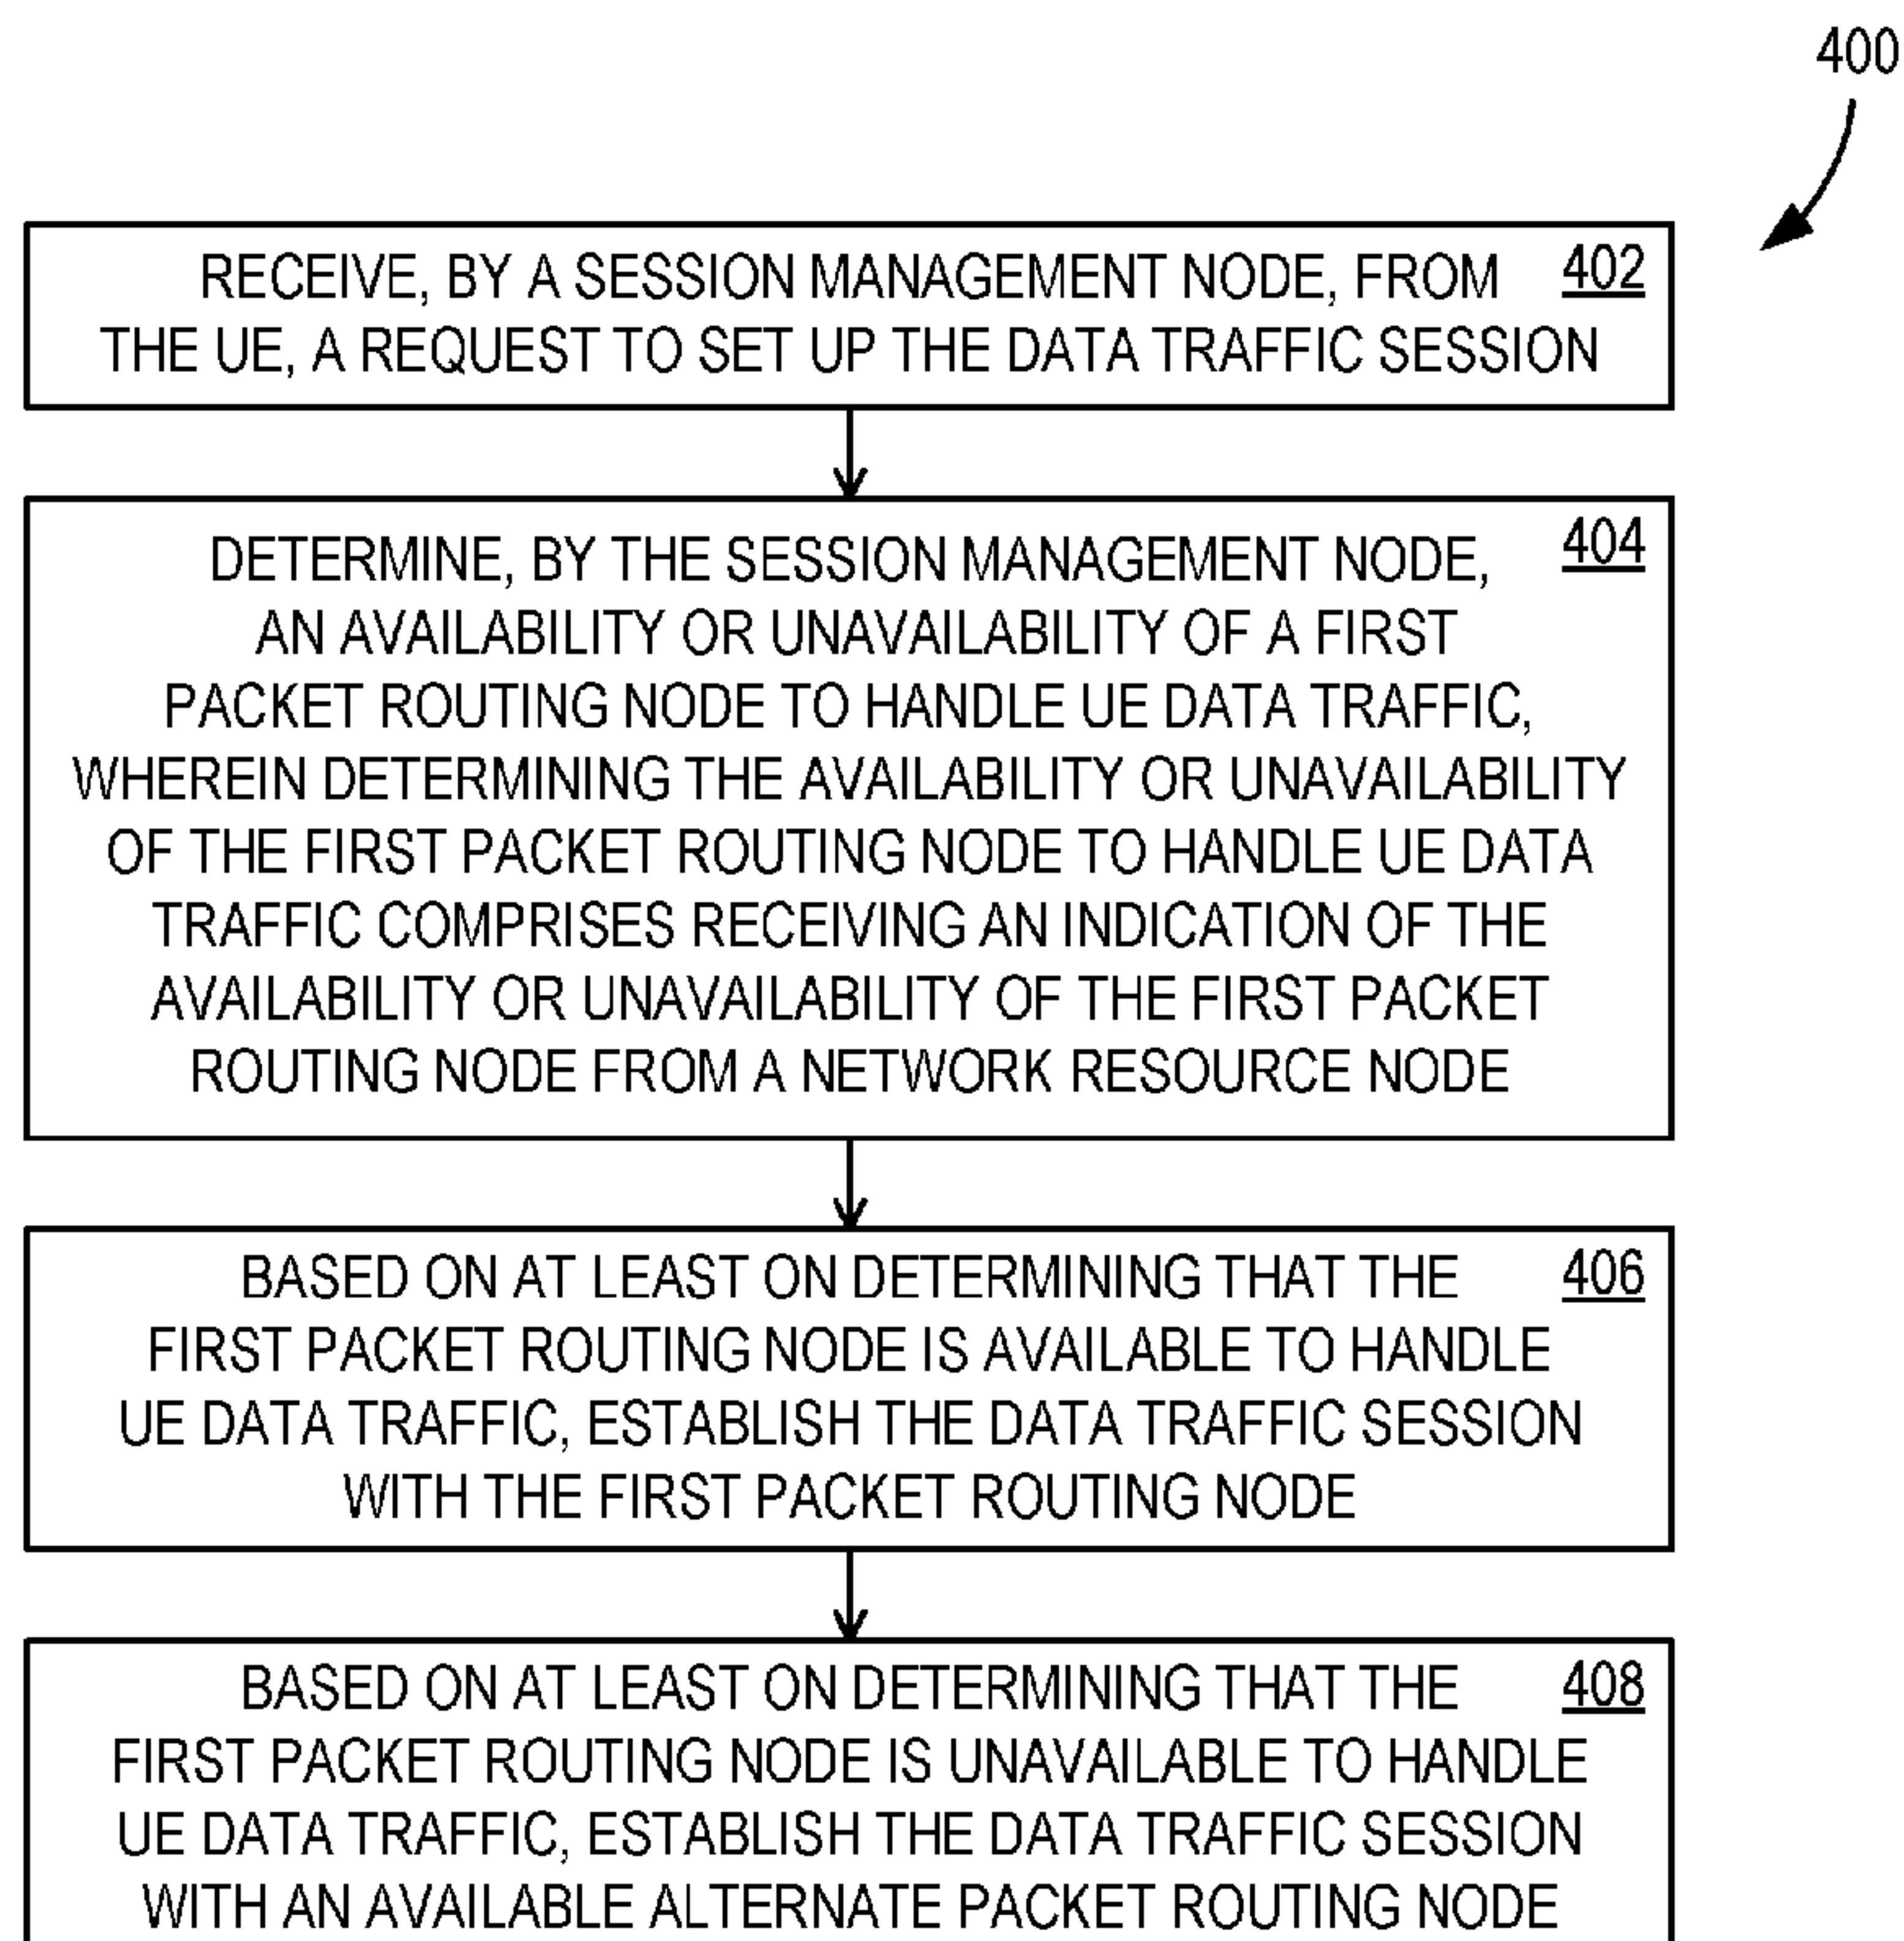 400
RECEIVE, BY A SESSION MANAGEMENT NODE, FROM 402
THE UE, A REQUEST TO SET UP THE DATA TRAFFIC SESSION
404
DETERMINE, BY THE SESSION MANAGEMENT NODE,
AN AVAILABILITY OR UNAVAILABILITY OF A FIRST
PACKET ROUTING NODE TO HANDLE UE DATA TRAFFIC,
WHEREIN DETERMINING THE AVAILABILITY OR UNAVAILABILITY
OF THE FIRST PACKET ROUTING NODE TO HANDLE UE DATA
TRAFFIC COMPRISES RECEIVING AN INDICATION OF THE
AVAILABILITY OR UNAVAILABILITY OF THE FIRST PACKET
ROUTING NODE FROM A NETWORK RESOURCE NODE
BASED ON AT LEAST ON DETERMINING THAT THE 406
FIRST PACKET ROUTING NODE IS AVAILABLE TO HANDLE
UE DATA TRAFFIC, ESTABLISH THE DATA TRAFFIC SESSION
WITH THE FIRST PACKET ROUTING NODE
BASED ON AT LEAST ON DETERMINING THAT THE 408
FIRST PACKET ROUTING NODE IS UNAVAILABLE TO HANDLE
UE DATA TRAFFIC, ESTABLISH THE DATA TRAFFIC SESSION
WITH AN AVAILABLE ALTERNATE PACKET ROUTING NODE